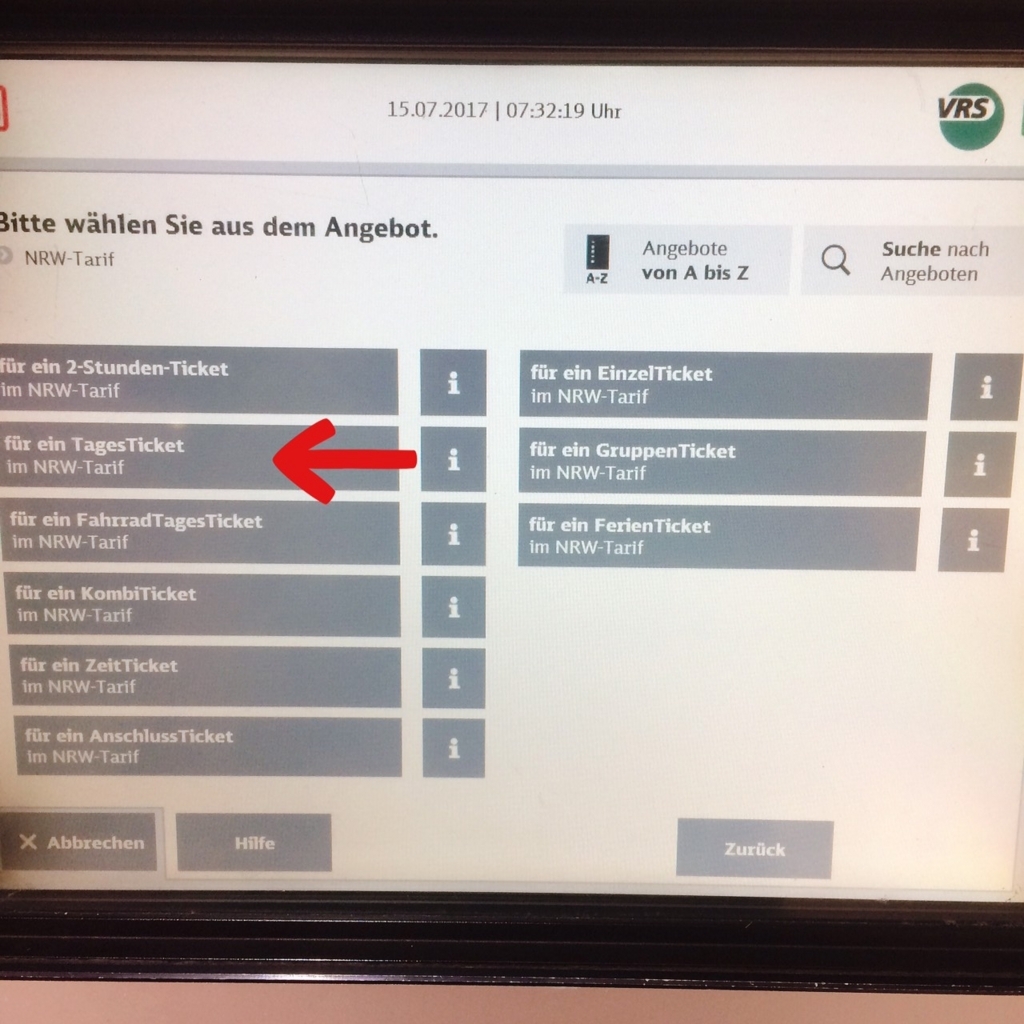 15.07.2017 | 07:32:19 Uhr
VRS
Bitte wählen Sie aus dem Angebot.
NRW-Tarif
A-Z
Angebote
von A bis Z
Suche nach
Angeboten
für ein 2-Stunden-Ticket
im NRW-Tarif
i
für ein EinzelTicket
im NRW-Tarif
i
für ein TagesTicket
im NRW-Tarif
i
für ein GruppenTicket
im NRW-Tarif
i
für ein FahrradTagesTicket
im NRW-Tarif
i
für ein FerienTicket
im NRW-Tarif
i
für ein KombiTicket
im NRW-Tarif
i
für ein ZeitTicket
im NRW-Tarif
i
für ein AnschlussTicket
im NRW-Tarif
i
X Abbrechen
Hilfe
Zurück